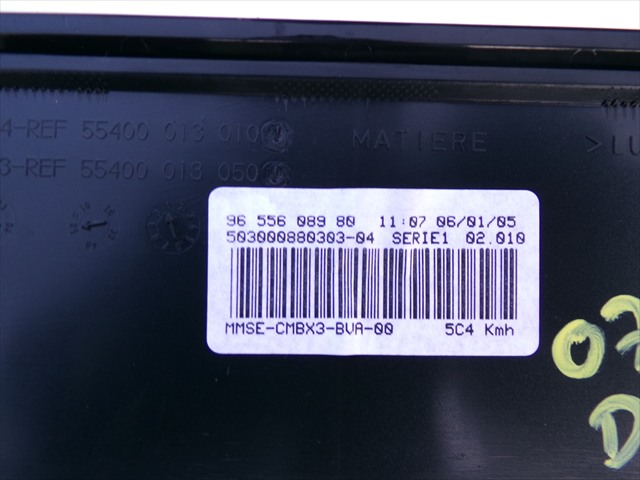 4-REF 55400 013 010
MATIERE
3-REF 55400 013 050
96 556 089 80 11:07 06/01/05
503000880303-04 SERIE1 02.010
MMSE-CMBX3-BVA-00 5C4 Kmh
07
D